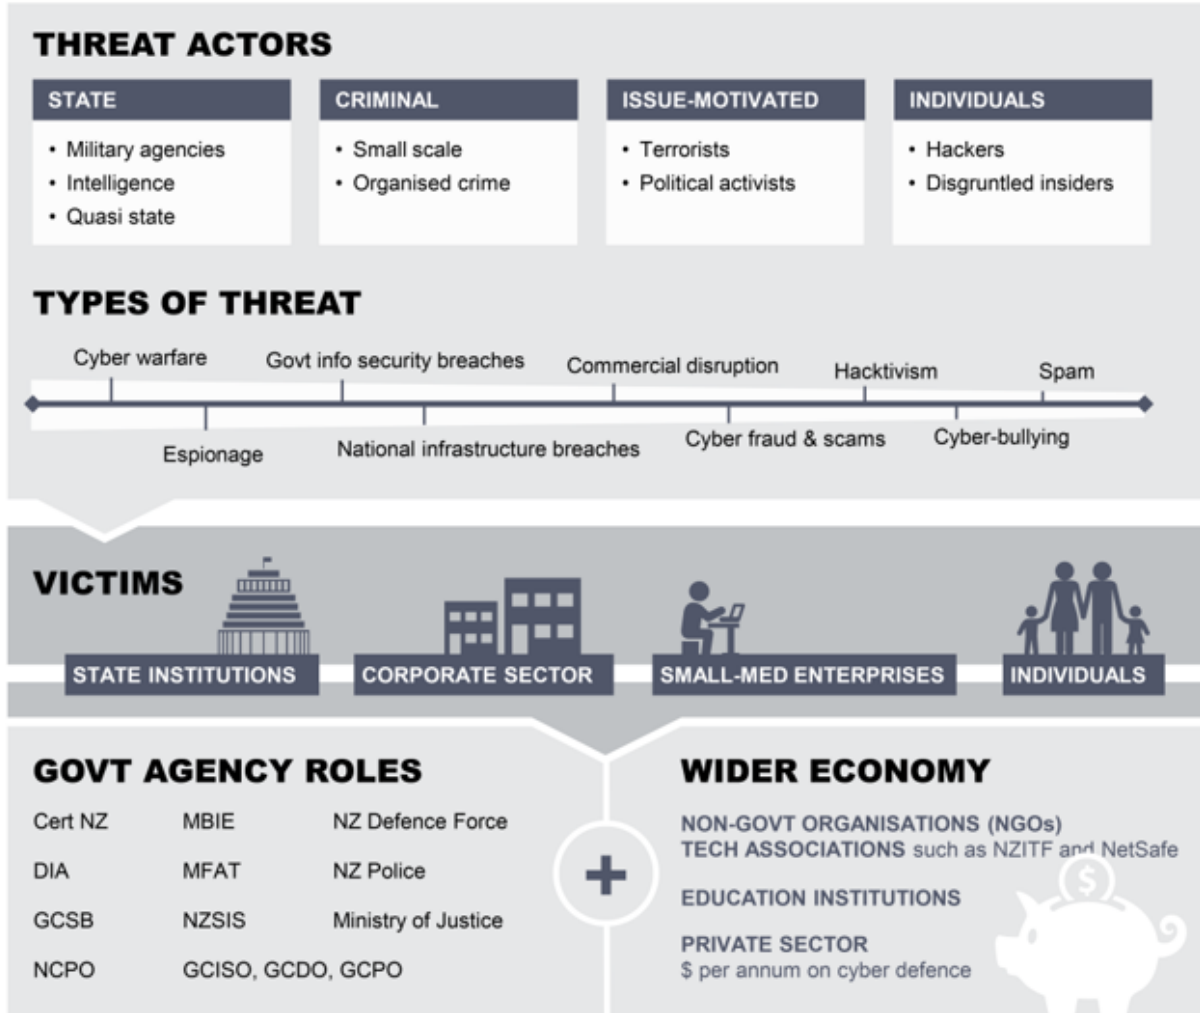 THREAT ACTORS
STATE
• Military agencies
• Intelligence
• Quasi state
CRIMINAL
• Small scale
• Organised crime
ISSUE-MOTIVATED
• Terrorists
• Political activists
INDIVIDUALS
• Hackers
• Disgruntled insiders
TYPES OF THREAT
Cyber warfare
Govt info security breaches
Commercial disruption
Hacktivism
Spam
Espionage
National infrastructure breaches
Cyber fraud & scams
Cyber-bullying
VICTIMS
STATE INSTITUTIONS
CORPORATE SECTOR
SMALL-MED ENTERPRISES
INDIVIDUALS
GOVT AGENCY ROLES
Cert NZ
MBIE
NZ Defence Force
DIA
MFAT
NZ Police
GCSB
NZSIS
Ministry of Justice
NCPO
GCISO, GCDO, GCPO
+
WIDER ECONOMY
NON-GOVT ORGANISATIONS (NGOs)
TECH ASSOCIATIONS such as NZITF and NetSafe
EDUCATION INSTITUTIONS
PRIVATE SECTOR
$ per annum on cyber defence
$